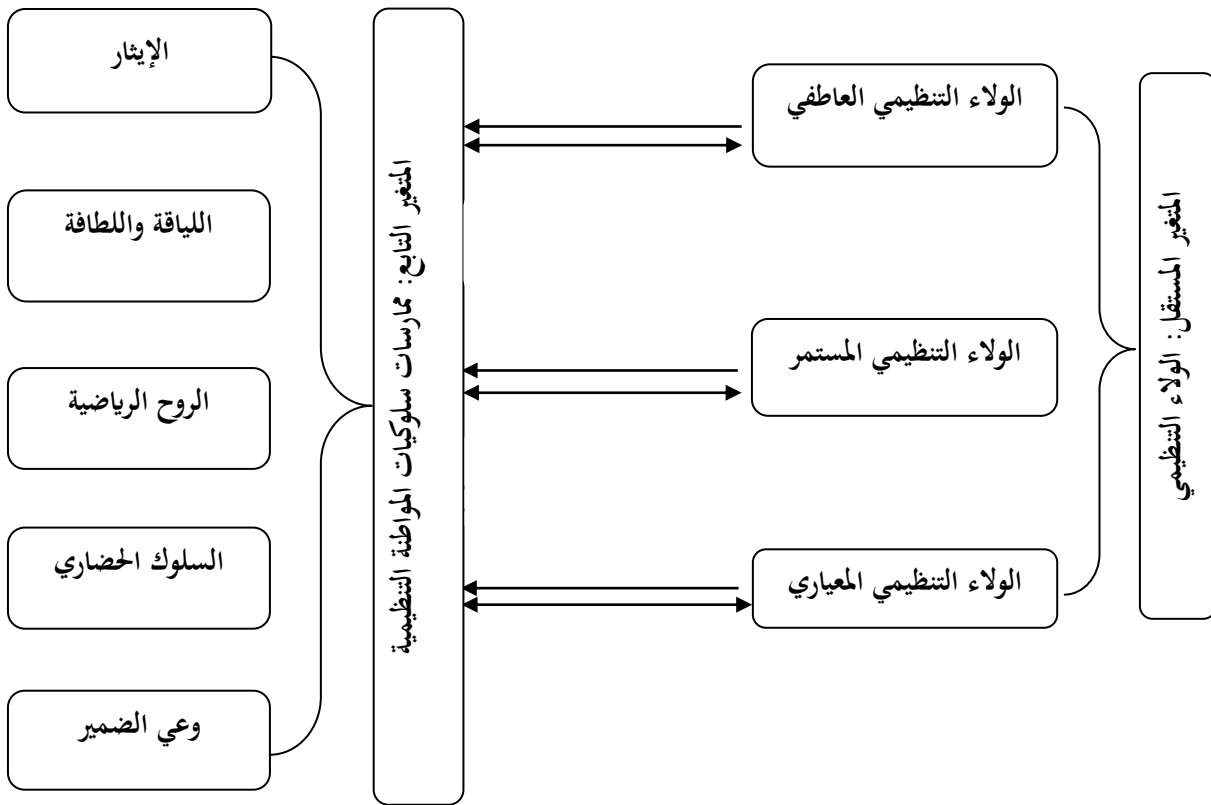 المتغير المستقل: الولاء التنظيمي
الولاء التنظيمي العاطفي
الولاء التنظيمي المستمر
الولاء التنظيمي المعياري
المتغير التابع: ممارسات سلوكيات المواطنة التنظيمية
الإيثار
اللياقة واللطافة
الروح الرياضية
السلوك الحضاري
وعي الضمير